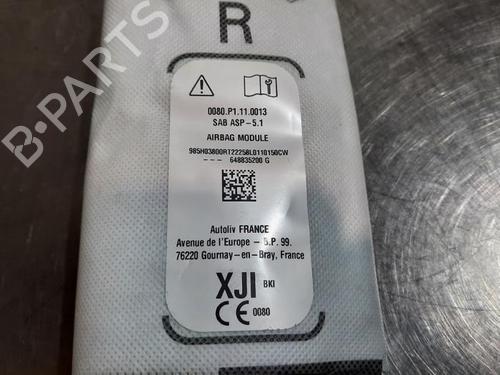 R
0080.P1.11.0013
SAB ASP-5.1
AIRBAG MODULE
985H03800RT22258L0110150CW
--- 648835200 G
Autoliv FRANCE
Avenue de l'Europe - B.P. 99.
76220 Gournay-en-Bray, France
XJI BKI
CE 0080